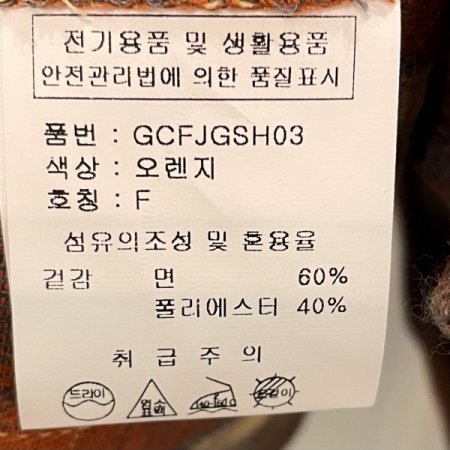 전기용품 및 생활용품
안전관리법에 의한 품질표시
품번 : GCFJGSH03
색상 : 오렌지
호칭 : F
섬유의조성 및 혼용율
겉감 면 60%
폴리에스터 40%
취 급 주 의
드라이